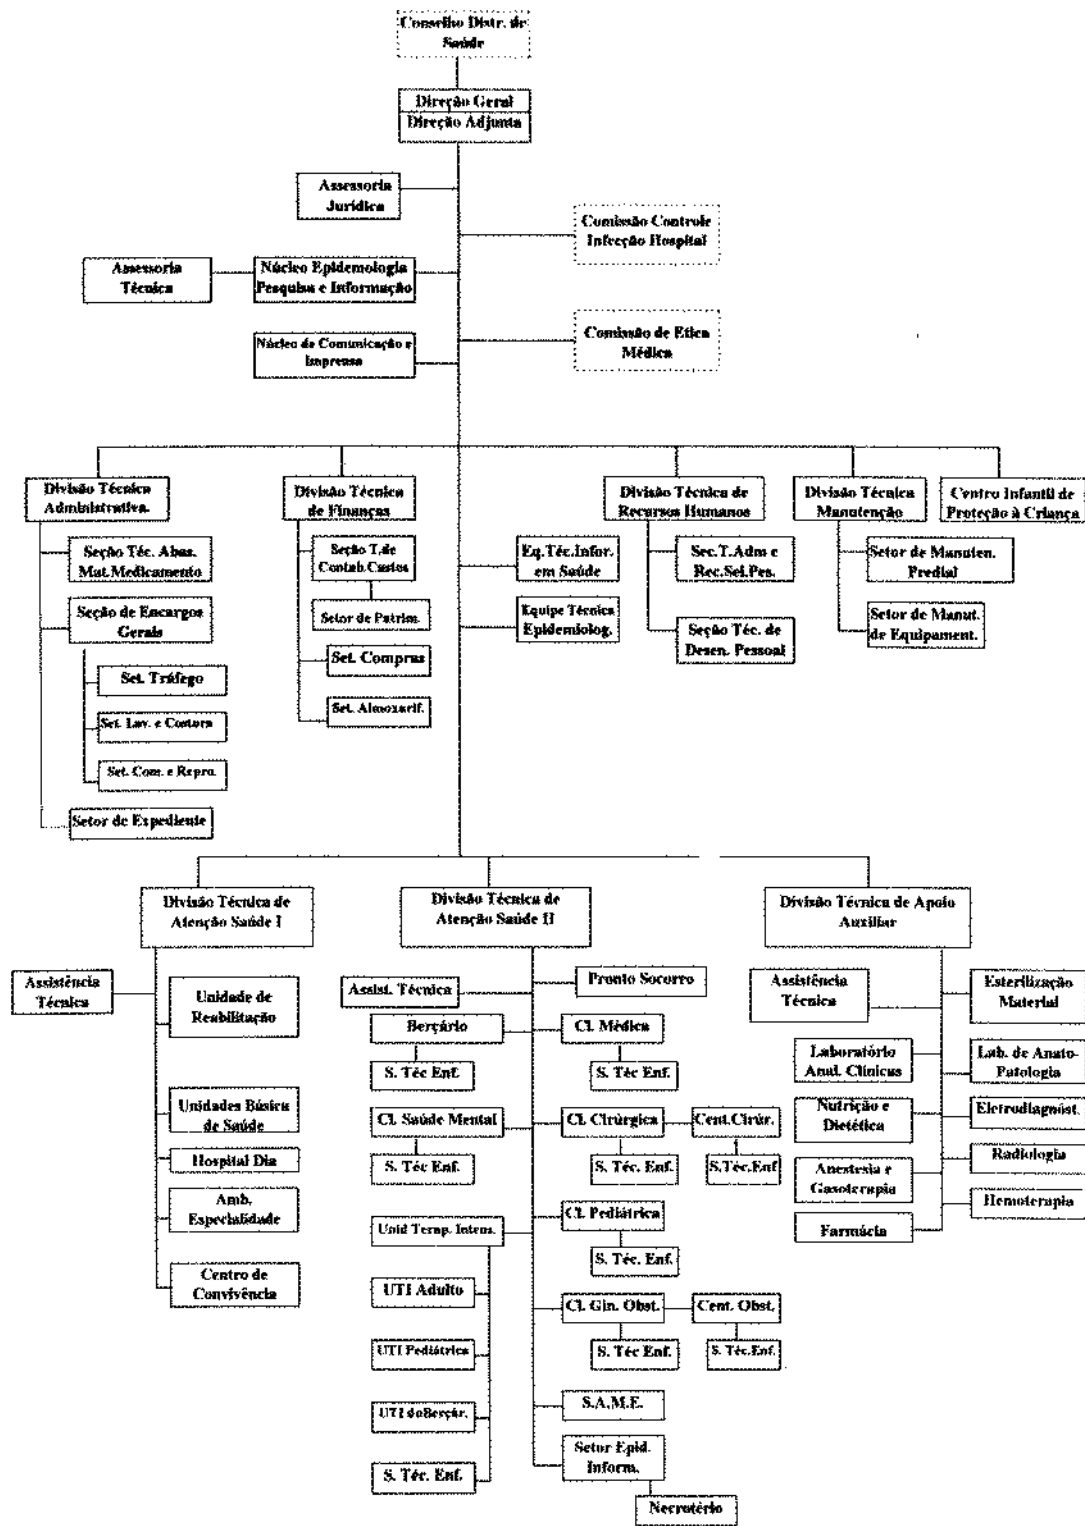 Conselho Distr. de
Saúde
Direção Geral
Direção Adjunta
Assessoria
Jurídica
Comissão Controle
Infecção Hospital
Assessoria
Técnica
Núcleo Epidemologia
Pesquisa e Informação
Núcleo de Comunicação e
Imprensa
Comissão de Etica
Médica
Divisão Técnica
Administrativa.
Divisão Técnica
de Finanças
Divisão Técnica de
Recursos Humanos
Divisão Técnica
Manutenção
Centro Infantil de
Proteção à Criança
Seção Téc. Abas.
Mat.Medicamento
Seção de Encargos
Gerais
Set. Tráfego
Set. Lav. e Costura
Set. Com. e Repro.
Setor de Expediente
Seção T.de
Contab.Custos
Setor de Patrim.
Set. Compras
Set. Almoxarif.
Eq.Téc.Infor.
em Saúde
Equipe Técnica
Epidemiolog.
Sec.T.Adm e
Rec.Sel.Pes.
Seção Téc. de
Desen. Pessoal
Setor de Manuten.
Predial
Setor de Manut.
de Equipament.
Divisão Técnica de
Atenção Saúde I
Divisão Técnica de
Atenção Saúde II
Divisão Técnica de Apoio
Auxiliar
Assistência
Técnica
Unidade de
Reabilitação
Unidades Básica
de Saúde
Hospital Dia
Amb.
Especialidade
Centro de
Convivência
Assist. Técnica
Pronto Socorro
Berçário
Cl. Médica
S. Téc Enf.
S. Téc Enf.
Cl. Saúde Mental
Cl. Cirúrgica
Cent.Cirúr.
S. Téc Enf.
S. Téc. Enf.
S.Téc.Enf
Unid Terap. Intens.
Cl. Pediátrica
S. Téc. Enf.
UTI Adulto
Cl. Gin. Obst.
Cent. Obst.
UTI Pediátrica
S. Téc Enf.
S. Téc.Enf.
UTI doBerçár.
S.A.M.E.
S. Téc. Enf.
Setor Epid.
Inform.
Necrotério
Assistência
Técnica
Esterilização
Material
Laboratório
Anal. Clínicas
Lab. de Anato-
Patologia
Nutrição e
Dietética
Eletrodiagnóst.
Anestesia e
Gasoterapia
Radiologia
Farmácia
Hemoterapia